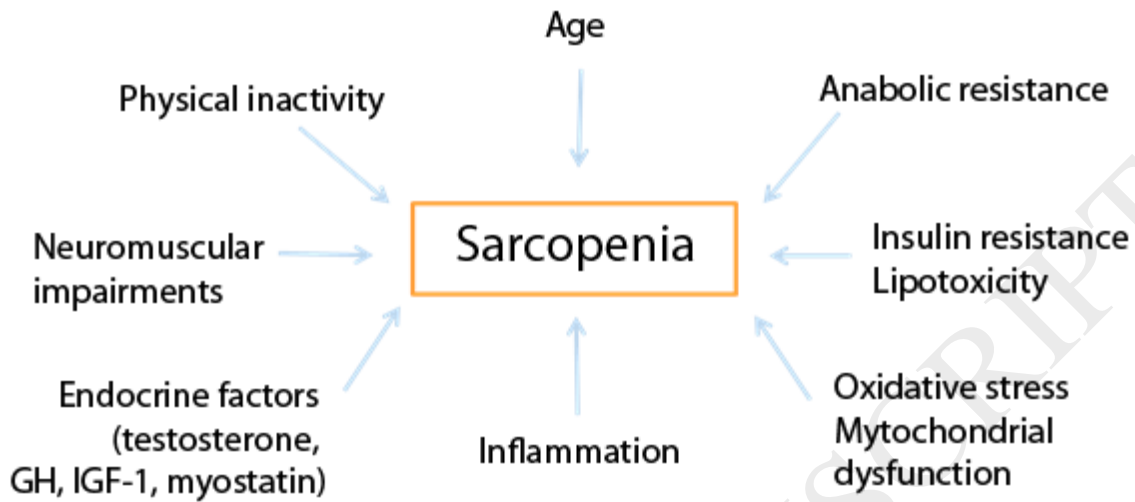 Age
Physical inactivity
Anabolic resistance
Neuromuscular
impairments
Sarcopenia
Insulin resistance
Lipotoxicity
Endocrine factors
(testosterone,
GH, IGF-1, myostatin)
Inflammation
Oxidative stress
Mytochondrial
dysfunction
SCRIPT